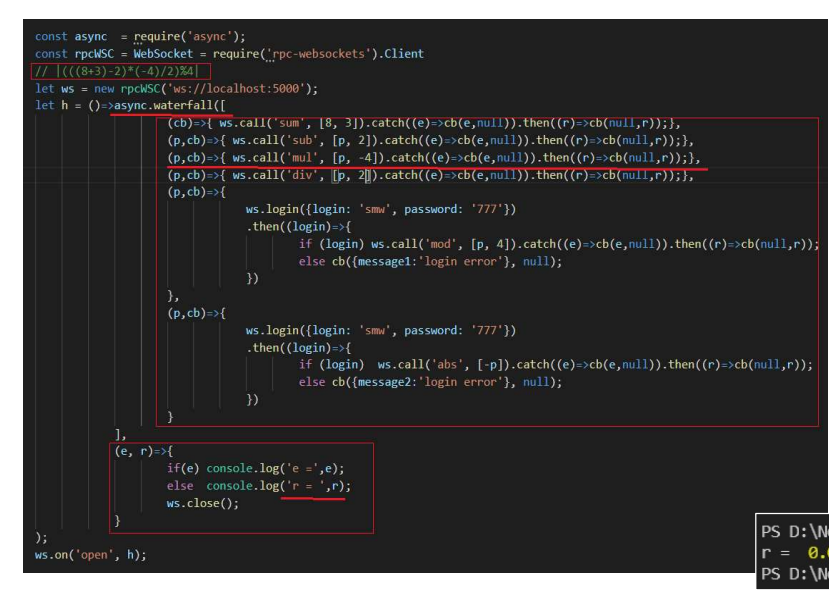 const async  = require('async');
const rpcWSC = WebSocket = require('rpc-websockets').Client
// |(((8+3)-2)*(-4)/2)%4|
let ws = new rpcWSC('ws://localhost:5000');
let h = ()=>async.waterfall([
(cb)=>{ ws.call('sum', [8, 3]).catch((e)=>cb(e,null)).then((r)=>cb(null,r));},
(p,cb)=>{ ws.call('sub', [p, 2]).catch((e)=>cb(e,null)).then((r)=>cb(null,r));},
(p,cb)=>{ ws.call('mul', [p, -4]).catch((e)=>cb(e,null)).then((r)=>cb(null,r));},
(p,cb)=>{ ws.call('div', [p, 2]).catch((e)=>cb(e,null)).then((r)=>cb(null,r));},
(p,cb)=>{
ws.login({login: 'smw', password: '777'})
.then((login)=>{
if (login) ws.call('mod', [p, 4]).catch((e)=>cb(e,null)).then((r)=>cb(null,r));
else cb({message1:'login error'}, null);
})
},
(p,cb)=>{
ws.login({login: 'smw', password: '777'})
.then((login)=>{
if (login)  ws.call('abs', [-p]).catch((e)=>cb(e,null)).then((r)=>cb(null,r));
else cb({message2:'login error'}, null);
})
}
],
(e, r)=>{
if(e) console.log('e =',e);
else  console.log('r = ',r);
ws.close();
}
);
ws.on('open', h);
PS D:\
r =  0.
PS D:\